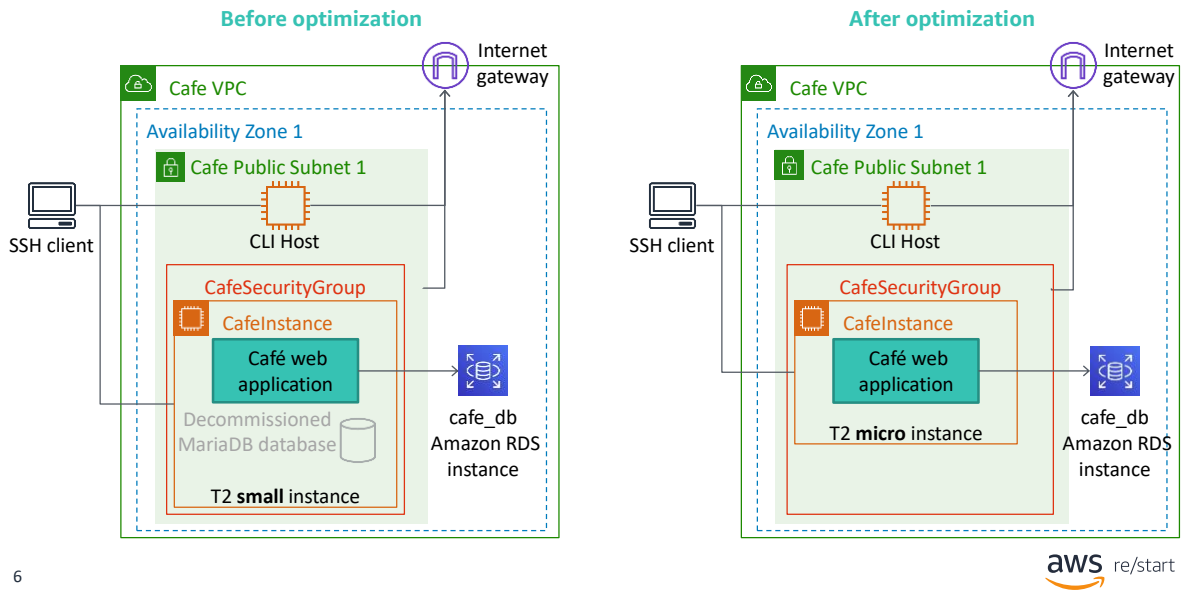 Before optimization
Internet
gateway
Cafe VPC
Availability Zone 1
Cafe Public Subnet 1
SSH client
CLI Host
CafeSecurityGroup
CafeInstance
Café web
application
Decommissioned
MariaDB database
T2 small instance
cafe_db
Amazon RDS
instance
After optimization
Internet
gateway
Cafe VPC
Availability Zone 1
Cafe Public Subnet 1
SSH client
CLI Host
CafeSecurityGroup
CafeInstance
Café web
application
T2 micro instance
cafe_db
Amazon RDS
instance
6
aws re/start